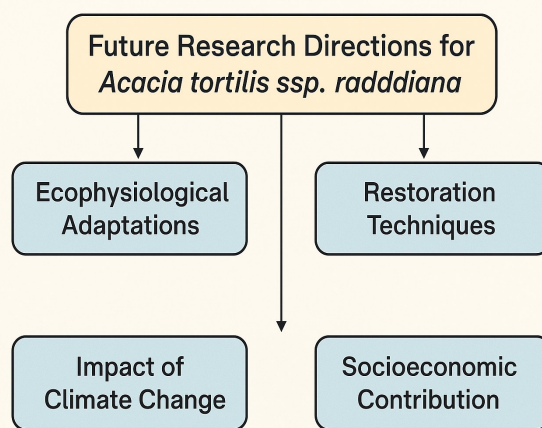 Future Research Directions for
Acacia tortilis ssp. radddiana
Ecophysiological
Adaptations
Restoration
Techniques
Impact of
Climate Change
Socioeconomic
Contribution